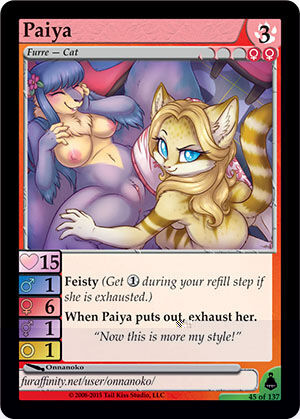 Paiya
3
Furre – Cat
15
1
6
1
1
Feisty (Get 1 during your refill step if
she is exhausted.)
When Paiya puts out, exhaust her.
"Now this is more my style!"
Onnanoko
furaffinity.net/user/onnanoko/
45 of 137
©2008-2015 Tail Kiss Studio, LLC